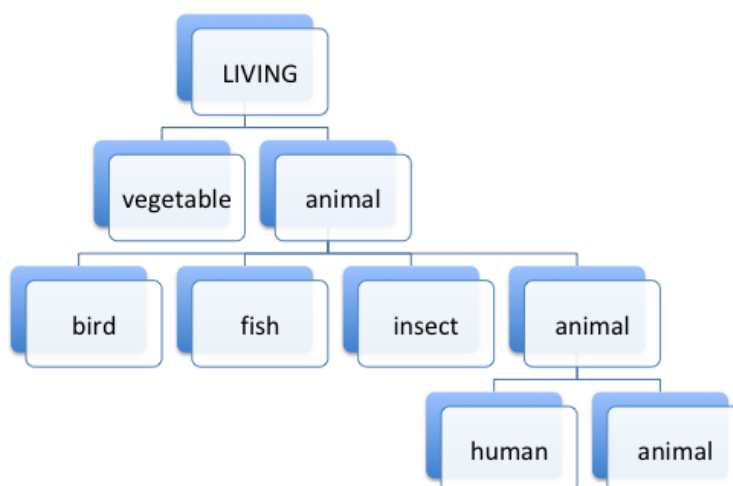 LIVING
vegetable
animal
bird
fish
insect
animal
human
animal